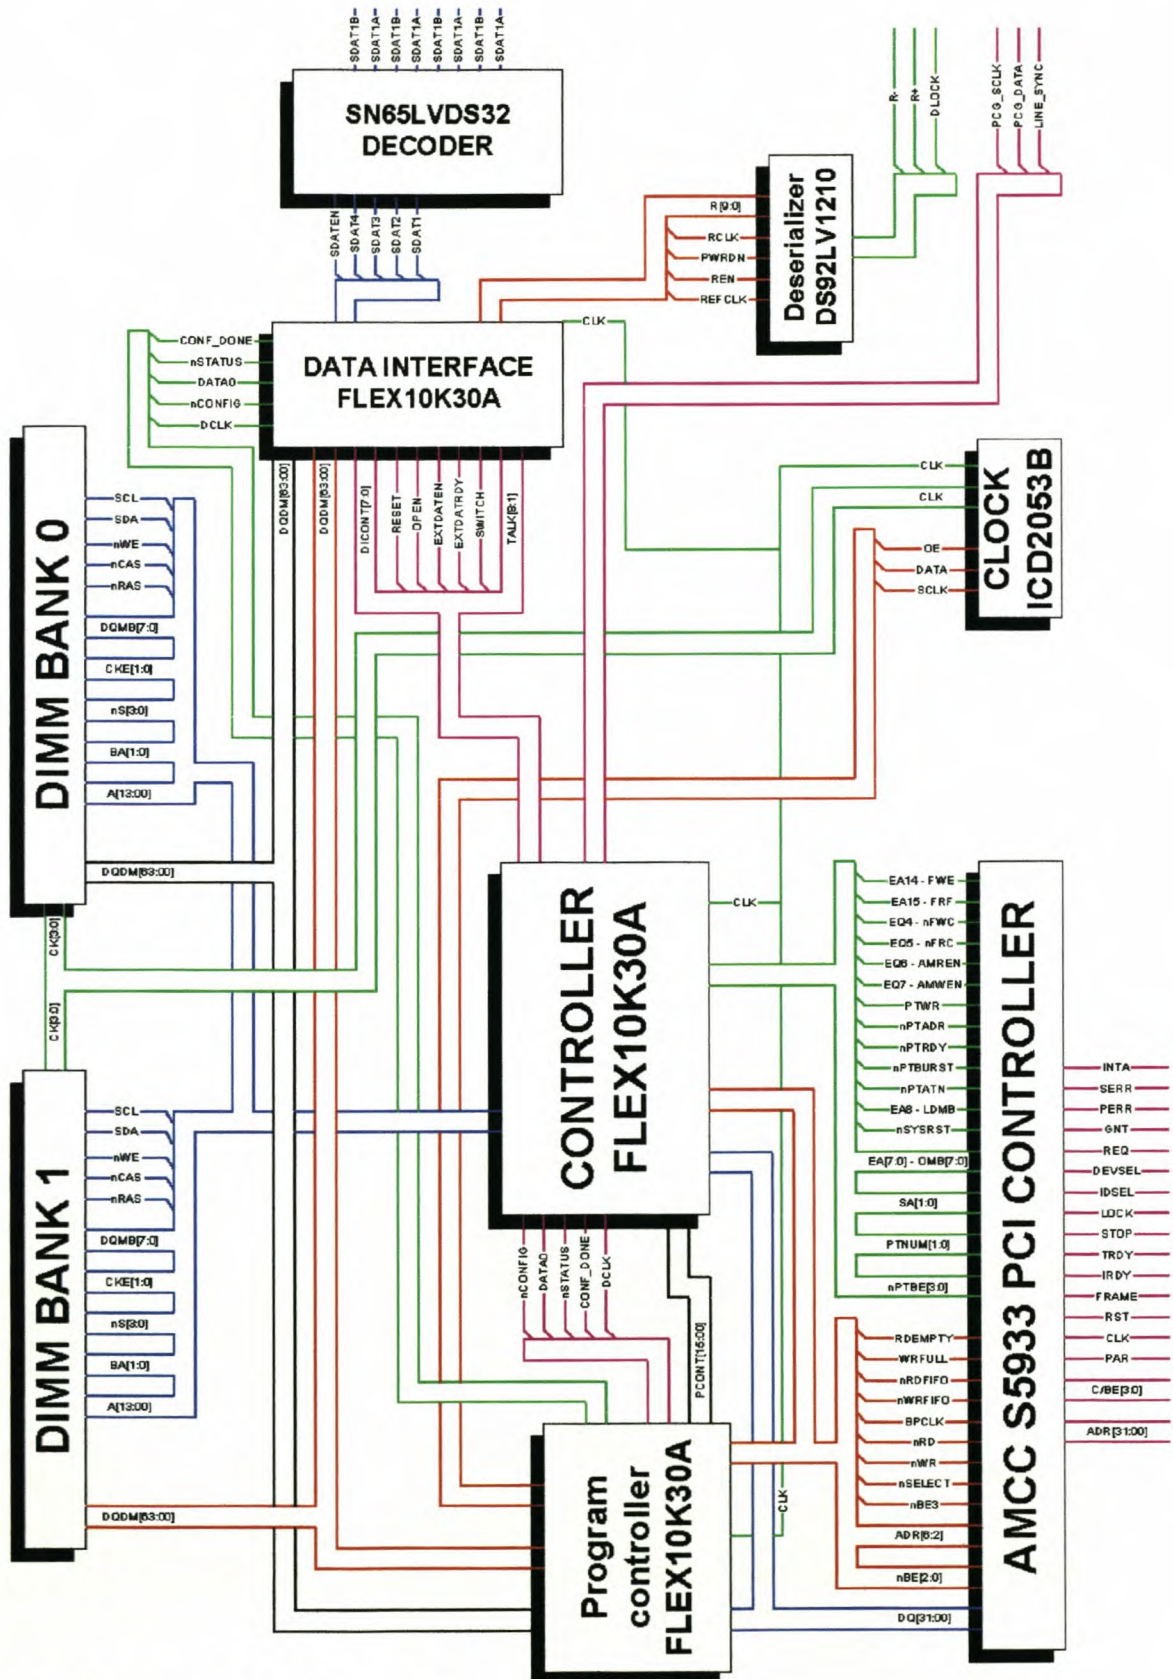 SDAT1B
SDAT1A
SDAT1B
SDAT1A
SDAT1B
SDAT1A
SDAT1B
SDAT1A
SN65LVDS32
DECODER
SDATEN
SDAT4
SDAT3
SDAT2
SDAT1
R-
R+
DLOCK
PCG_SCLK
PCG_DATA
LINE_SYNC
R[9:0]
RCLK
PWRDN
REN
REFCLK
Deserializer
DS92LV1210
CLK
CONF_DONE
nSTATUS
DATA0
nCONFIG
DCLK
DATA INTERFACE
FLEX10K30A
DQDM[63:00]
DQDM[63:00]
DICONT[7:0]
RESET
OPEN
EXTDATEN
EXTDATRDY
SWITCH
TALK[9:1]
DIMM BANK 0
SCL
SDA
nWE
nCAS
nRAS
DQMB[7:0]
CKE[1:0]
nS[3:0]
BA[1:0]
A[13:00]
DQDM[63:00]
CK[3:0]
CLK
CLK
OE
DATA
SCLK
CLOCK
ICD2053B
CK[3:0]
DIMM BANK 1
SCL
SDA
nWE
nCAS
nRAS
DQMB[7:0]
CKE[1:0]
nS[3:0]
BA[1:0]
A[13:00]
DQDM[63:00]
CONTROLLER
FLEX10K30A
CLK
nCONFIG
DATA0
nSTATUS
CONF_DONE
DCLK
PCONT[15:00]
Program
controller
FLEX10K30A
CLK
EA14 - FWE
EA15 - FRF
EQ4 - nFWC
EQ5 - nFRC
EQ6 - AMREN
EQ7 - AMWEN
PTWR
nPTADR
nPTRDY
nPTBURST
nPTATN
EA8 - LDMB
nSYSRST
EA[7:0] - OMB[7:0]
SA[1:0]
PTNUM[1:0]
nPTBE[3:0]
RDEMPTY
WRFULL
nRDFIFO
nWRFIFO
BPCLK
nRD
nWR
nSELECT
nBE3
ADR[6:2]
nBE[2:0]
DQ[31:00]
AMCC S5933 PCI CONTROLLER
INTA
SERR
PERR
GNT
REQ
DEVSEL
IDSEL
LOCK
STOP
TRDY
IRDY
FRAME
RST
CLK
PAR
C/BE[3:0]
ADR[31:00]